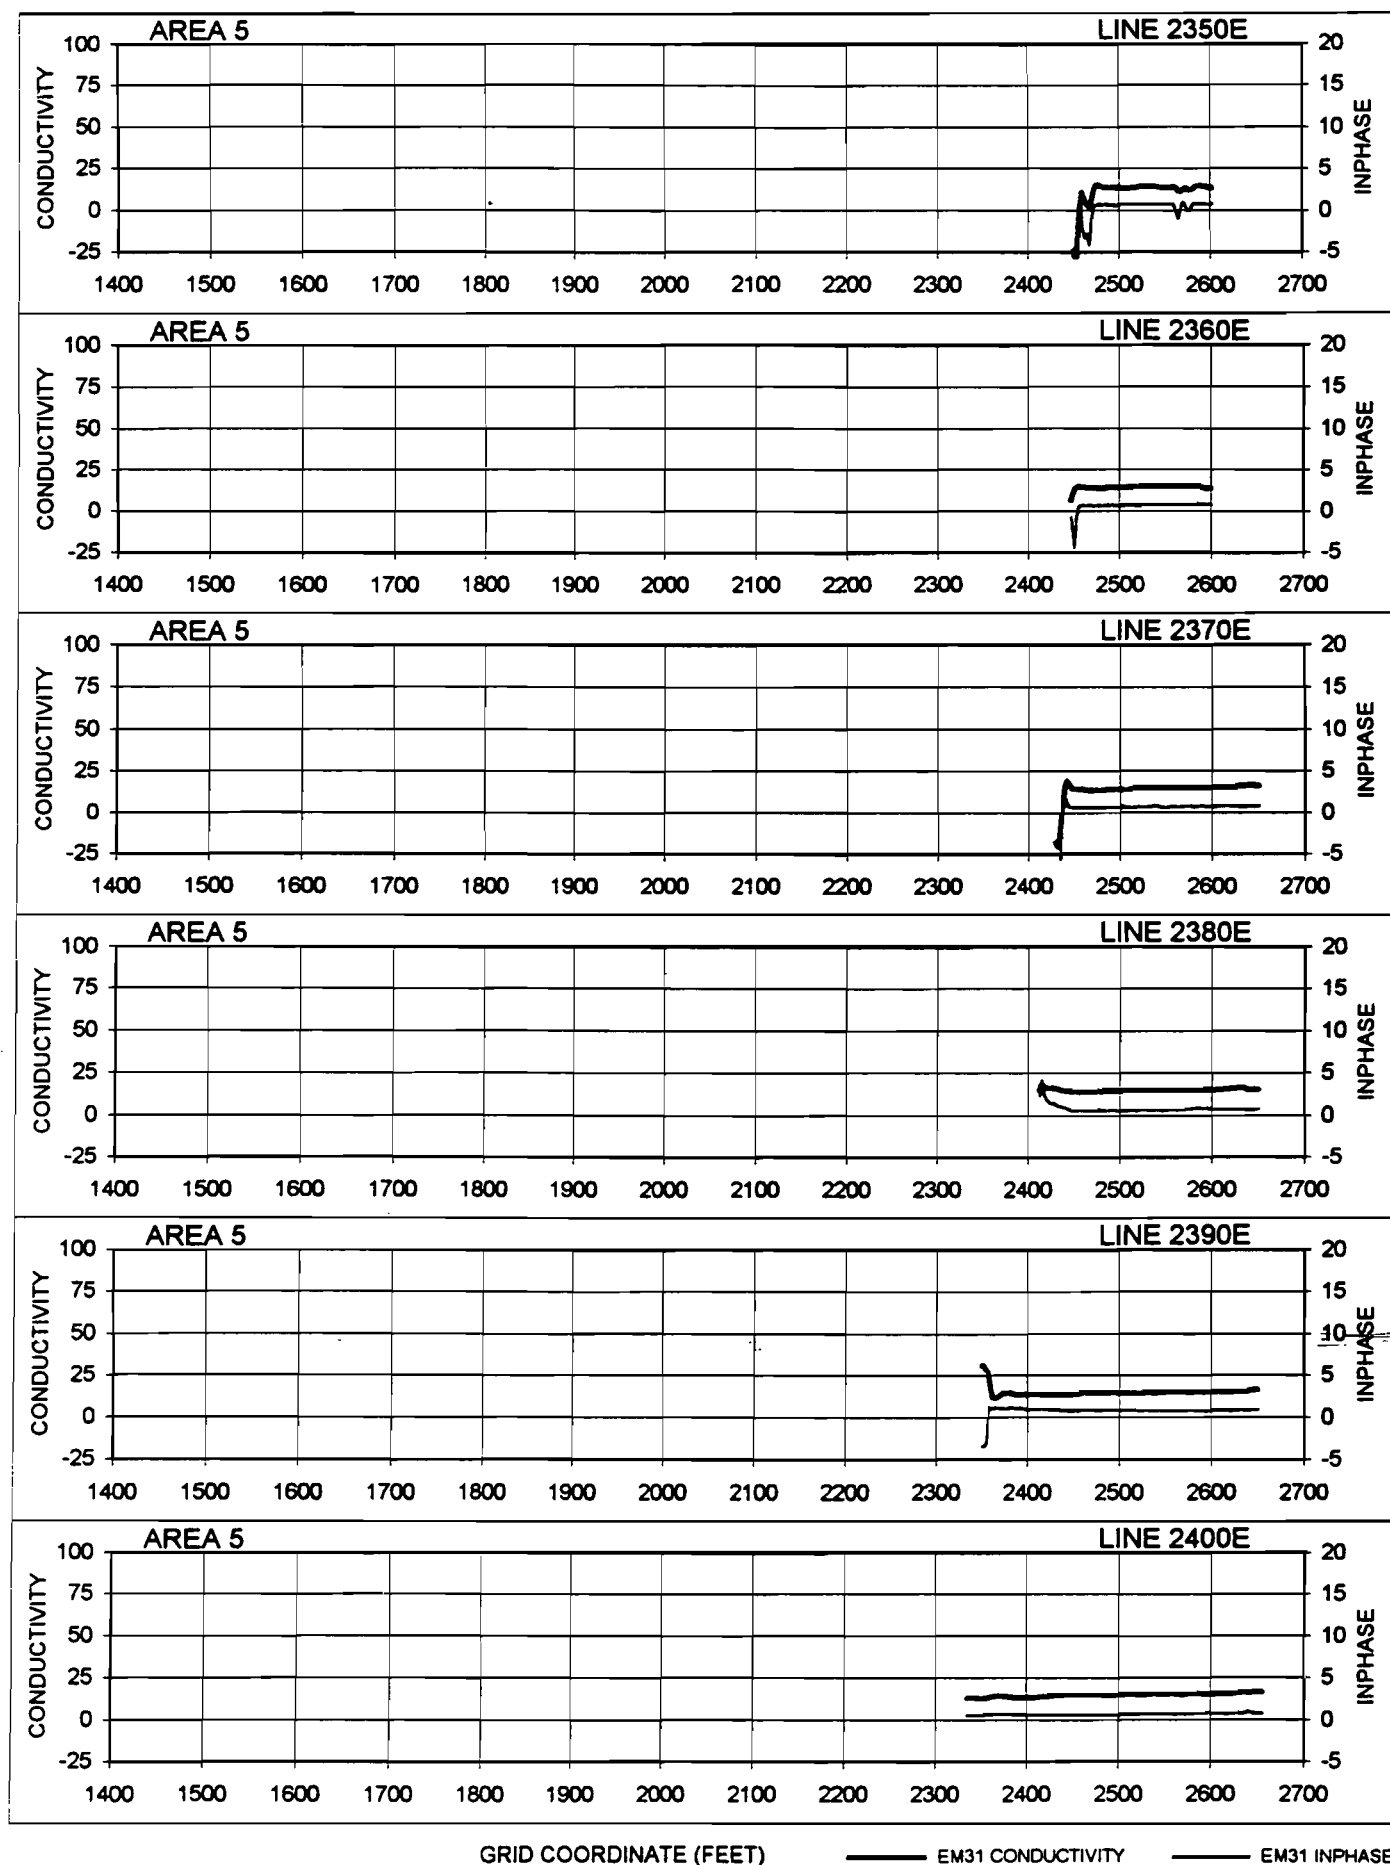 AREA 5 LINE 2350E
CONDUCTIVITY
100
75
50
25
0
-25
20
15
10
5
0
-5
INPHASE
1400 1500 1600 1700 1800 1900 2000 2100 2200 2300 2400 2500 2600 2700
AREA 5 LINE 2360E
CONDUCTIVITY
100
75
50
25
0
-25
20
15
10
5
0
-5
INPHASE
1400 1500 1600 1700 1800 1900 2000 2100 2200 2300 2400 2500 2600 2700
AREA 5 LINE 2370E
CONDUCTIVITY
100
75
50
25
0
-25
20
15
10
5
0
-5
INPHASE
1400 1500 1600 1700 1800 1900 2000 2100 2200 2300 2400 2500 2600 2700
AREA 5 LINE 2380E
CONDUCTIVITY
100
75
50
25
0
-25
20
15
10
5
0
-5
INPHASE
1400 1500 1600 1700 1800 1900 2000 2100 2200 2300 2400 2500 2600 2700
AREA 5 LINE 2390E
CONDUCTIVITY
100
75
50
25
0
-25
20
15
10
5
0
-5
INPHASE
1400 1500 1600 1700 1800 1900 2000 2100 2200 2300 2400 2500 2600 2700
AREA 5 LINE 2400E
CONDUCTIVITY
100
75
50
25
0
-25
20
15
10
5
0
-5
INPHASE
1400 1500 1600 1700 1800 1900 2000 2100 2200 2300 2400 2500 2600 2700
GRID COORDINATE (FEET) EM31 CONDUCTIVITY EM31 INPHASE